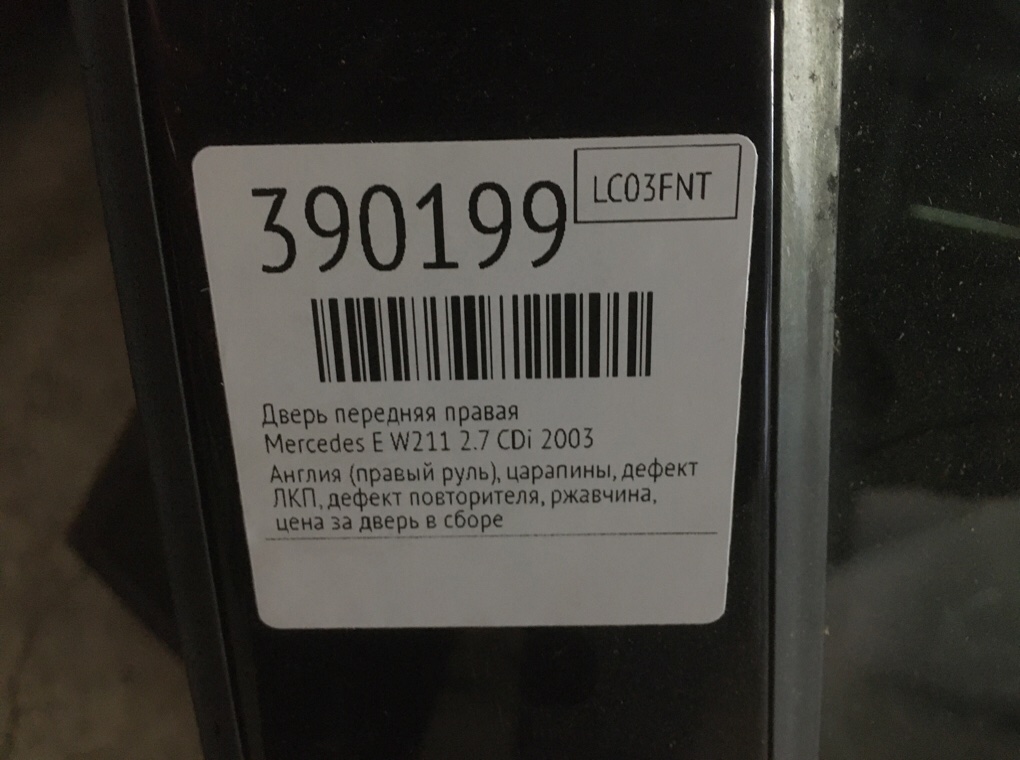 390199
LC03FNT
Дверь передняя правая
Mercedes E W211 2.7 CDi 2003
Англия (правый руль), царапины, дефект
ЛКП, дефект повторителя, ржавчина,
цена за дверь в сборе